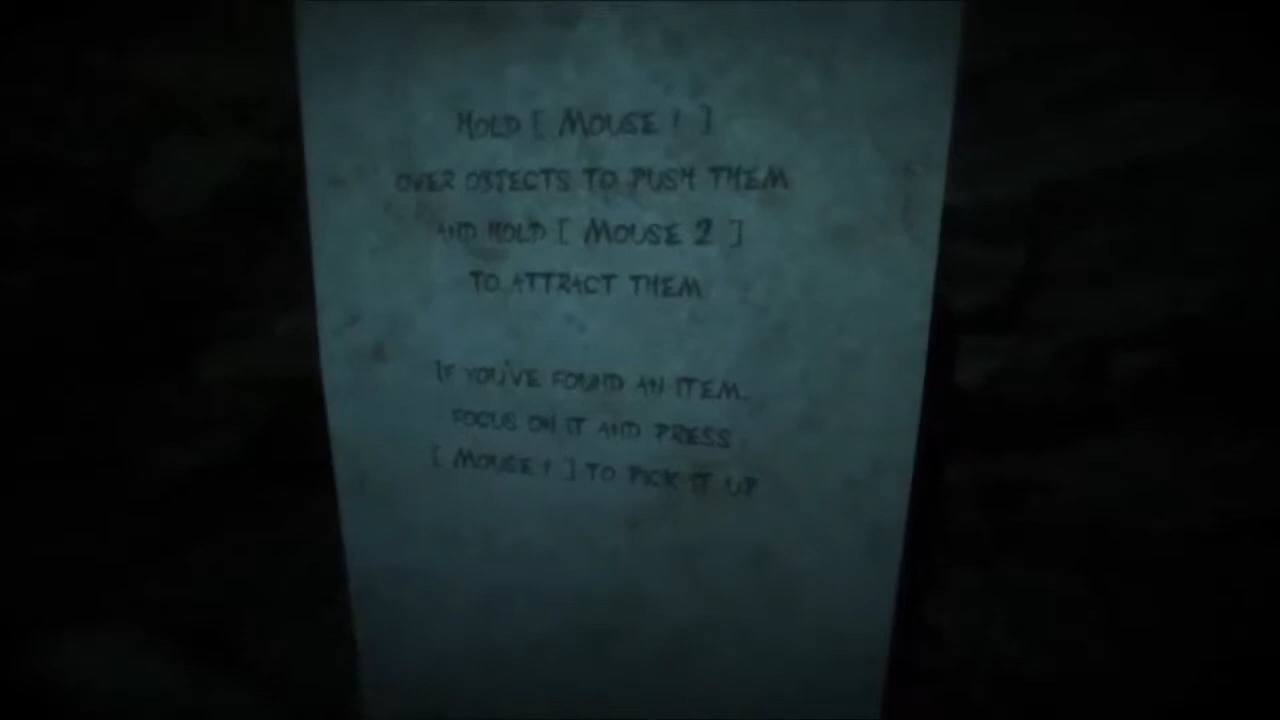 HOLD [ MOUSE 1 ]
OVER OBJECTS TO PUSH THEM
AND HOLD [ MOUSE 2 ]
TO ATTRACT THEM
IF YOU'VE FOUND AN ITEM
FOCUS ON IT AND PRESS
[ MOUSE 1 ] TO PICK IT UP